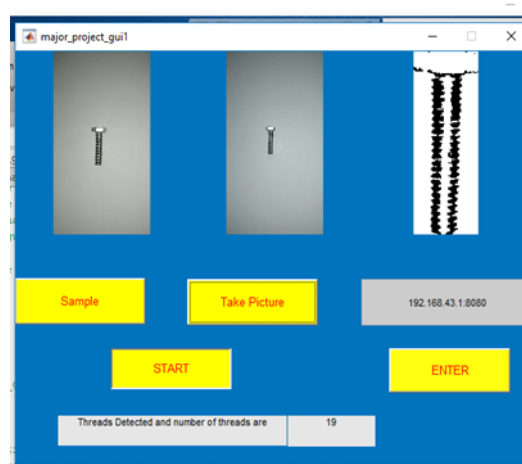 major_project_gui1
Sample
Take Picture
192.168.43.1:8080
START
ENTER
Threads Detected and number of threads are
19